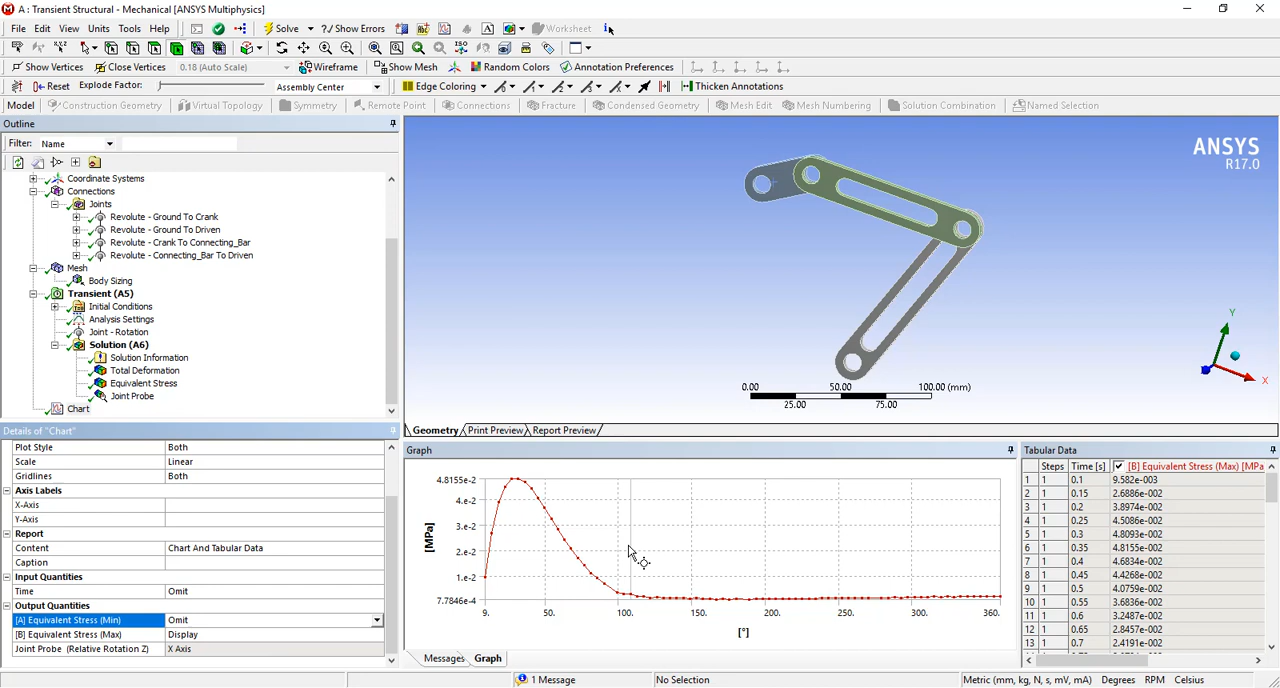 A : Transient Structural - Mechanical [ANSYS Multiphysics]
File Edit View Units Tools Help Solve ?/ Show Errors Worksheet
Show Vertices Close Vertices 0.18 (Auto Scale) Wireframe Show Mesh Random Colors Annotation Preferences
Reset Explode Factor: Assembly Center Edge Coloring Thicken Annotations
Model Construction Geometry Virtual Topology Symmetry Remote Point Connections Fracture Condensed Geometry Mesh Edit Mesh Numbering Solution Combination Named Selection
Outline
Filter: Name
Coordinate Systems
Connections
Joints
Revolute - Ground To Crank
Revolute - Ground To Driven
Revolute - Crank To Connecting_Bar
Revolute - Connecting_Bar To Driven
Mesh
Body Sizing
Transient (A5)
Initial Conditions
Analysis Settings
Joint - Rotation
Solution (A6)
Solution Information
Total Deformation
Equivalent Stress
Joint Probe
Chart
ANSYS
R17.0
Y
X
0.00 50.00 100.00 (mm)
25.00 75.00
Geometry Print Preview Report Preview
Details of "Chart"
Plot Style Both
Scale Linear
Gridlines Both
Axis Labels
X-Axis
Y-Axis
Report
Content Chart And Tabular Data
Caption
Input Quantities
Time Omit
Output Quantities
[A] Equivalent Stress (Min) Omit
[B] Equivalent Stress (Max) Display
Joint Probe (Relative Rotation Z) X Axis
Graph
4.8155e-2
4.e-2
3.e-2
2.e-2
1.e-2
7.7846e-4
[MPa]
9. 50. 100. 150. 200. 250. 300. 360.
[°]
Messages Graph
Tabular Data
Steps Time [s] [B] Equivalent Stress (Max) [MPa
1 1 0.1 9.582e-003
2 1 0.15 2.6886e-002
3 1 0.2 3.8974e-002
4 1 0.25 4.5086e-002
5 1 0.3 4.8093e-002
6 1 0.35 4.8155e-002
7 1 0.4 4.6834e-002
8 1 0.45 4.4268e-002
9 1 0.5 4.0759e-002
10 1 0.55 3.6836e-002
11 1 0.6 3.2487e-002
12 1 0.65 2.8457e-002
13 1 0.7 2.4191e-002
1 Message No Selection Metric (mm, kg, N, s, mV, mA) Degrees RPM Celsius